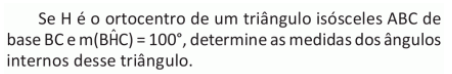 Se H é o ortocentro de um triângulo isósceles ABC de
base BC e m(BĤC) = 100°, determine as medidas dos ângulos
internos desse triângulo.